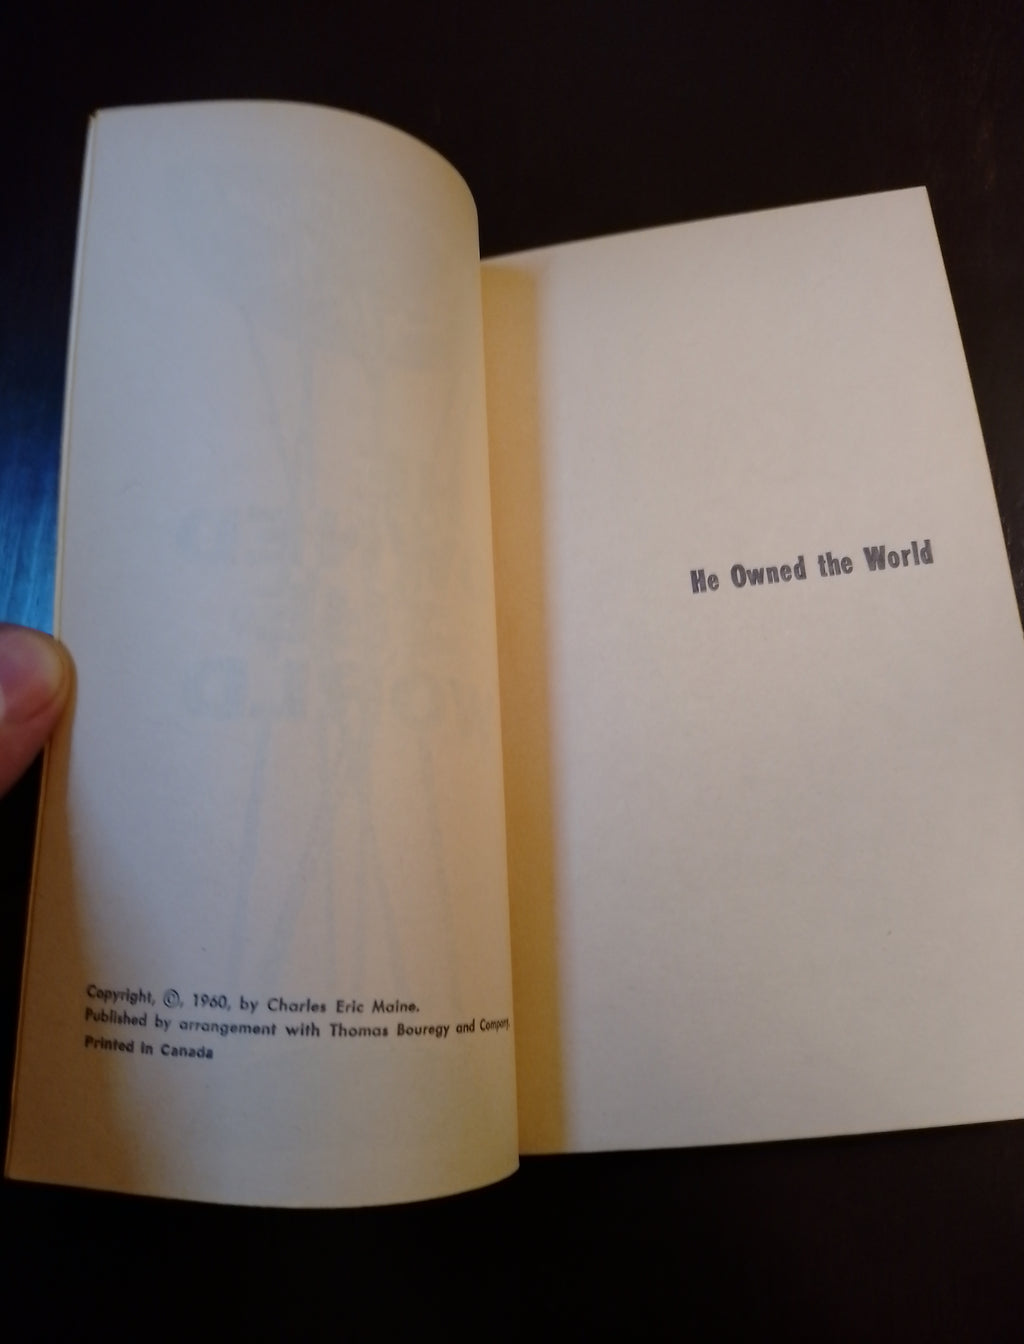 Copyright, ©, 1960, by Charles Eric Maine.
Published by arrangement with Thomas Bouregy and Company.
Printed in Canada
He Owned the World